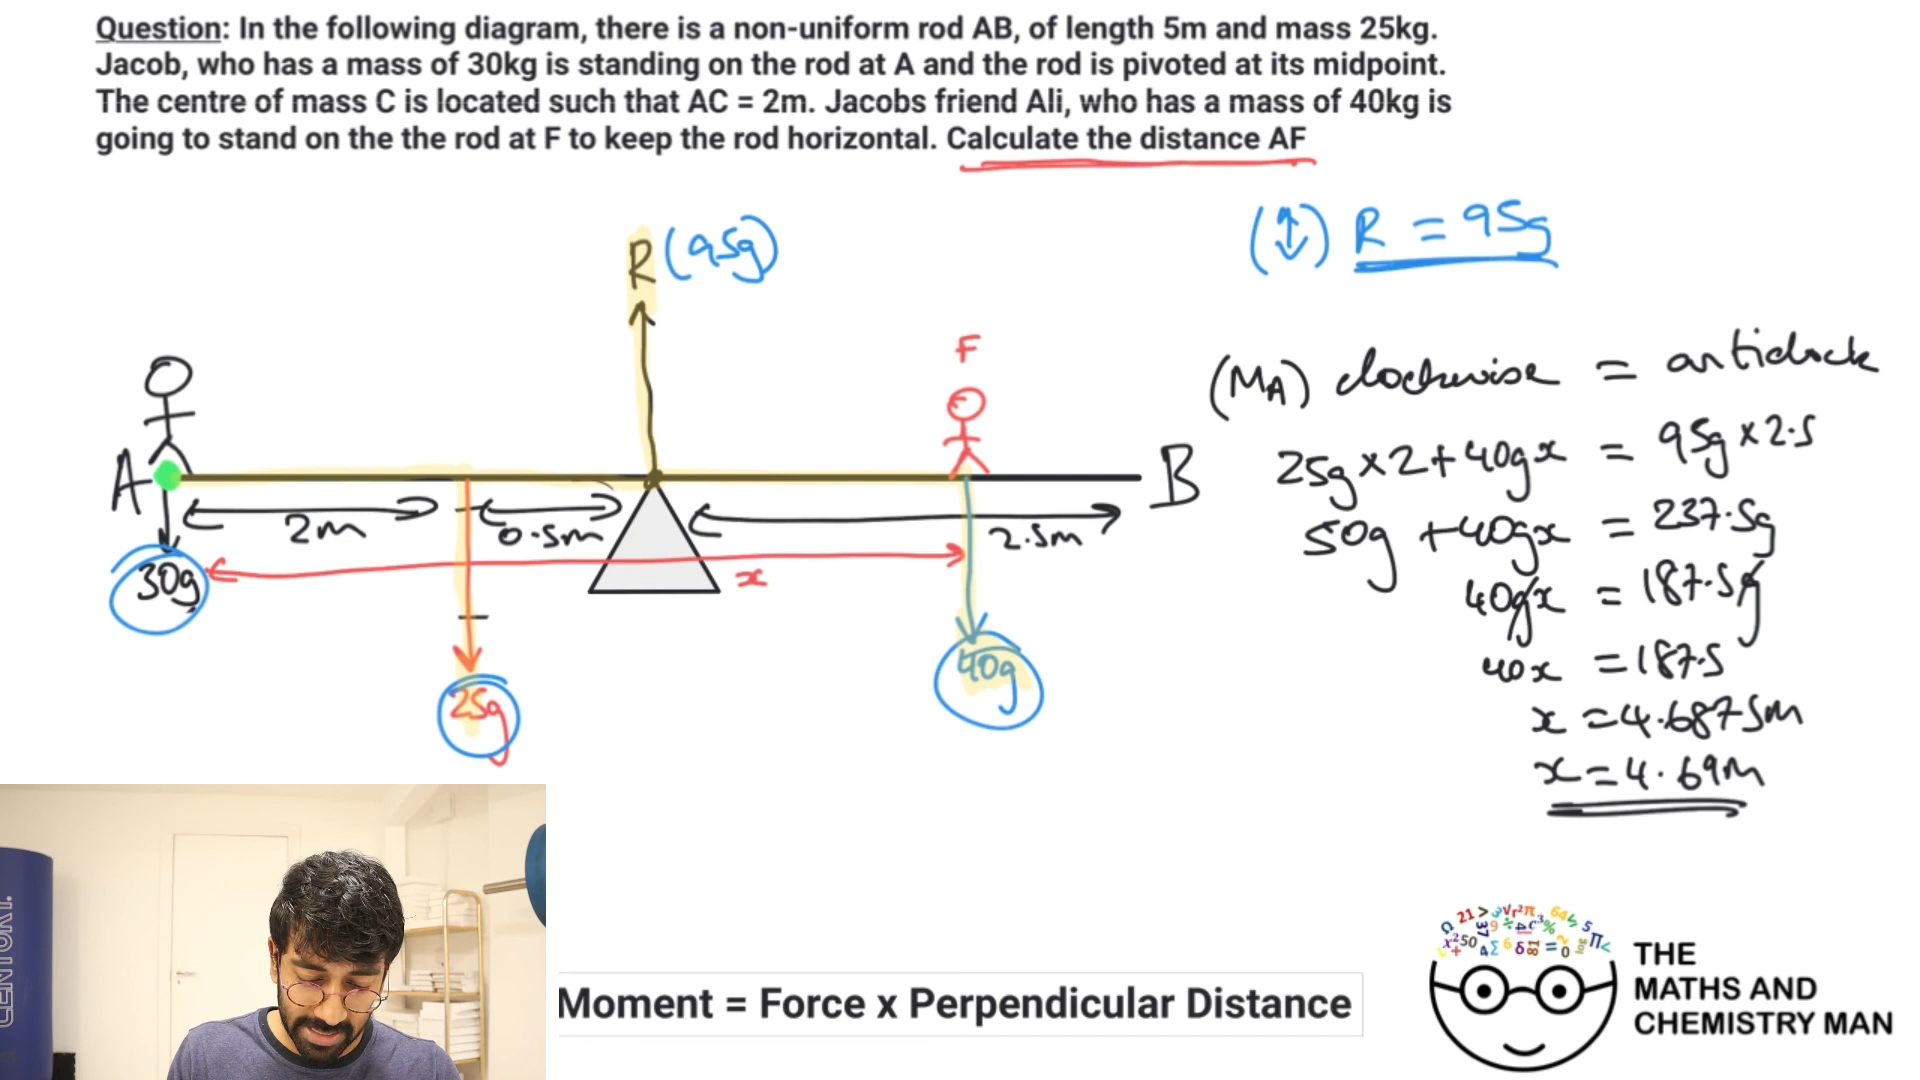 Question: In the following diagram, there is a non-uniform rod AB, of length 5m and mass 25kg.
Jacob, who has a mass of 30kg is standing on the rod at A and the rod is pivoted at its midpoint.
The centre of mass C is located such that AC = 2m. Jacobs friend Ali, who has a mass of 40kg is
going to stand on the the rod at F to keep the rod horizontal. Calculate the distance AF
(↕) R = 95g
R (95g)
F
(MA) clockwise = anticlock
A
B
25g×2+40gx = 95g×2.5
2m
0.5m
2.5m
50g +40gx = 237.5g
x
30g
40gx = 187.5g
40g
40x = 187.5
25g
x = 4.6875m
x = 4.69m
CENTURY.
Moment = Force x Perpendicular Distance
THE
MATHS AND
CHEMISTRY MAN